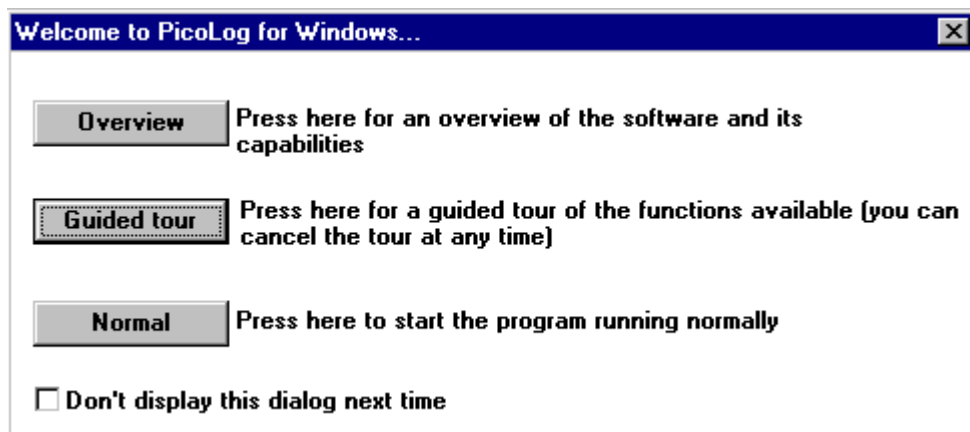 Welcome to PicoLog for Windows...
Overview
Press here for an overview of the software and its
capabilities
Guided tour
Press here for a guided tour of the functions available (you can
cancel the tour at any time)
Normal
Press here to start the program running normally
Don't display this dialog next time